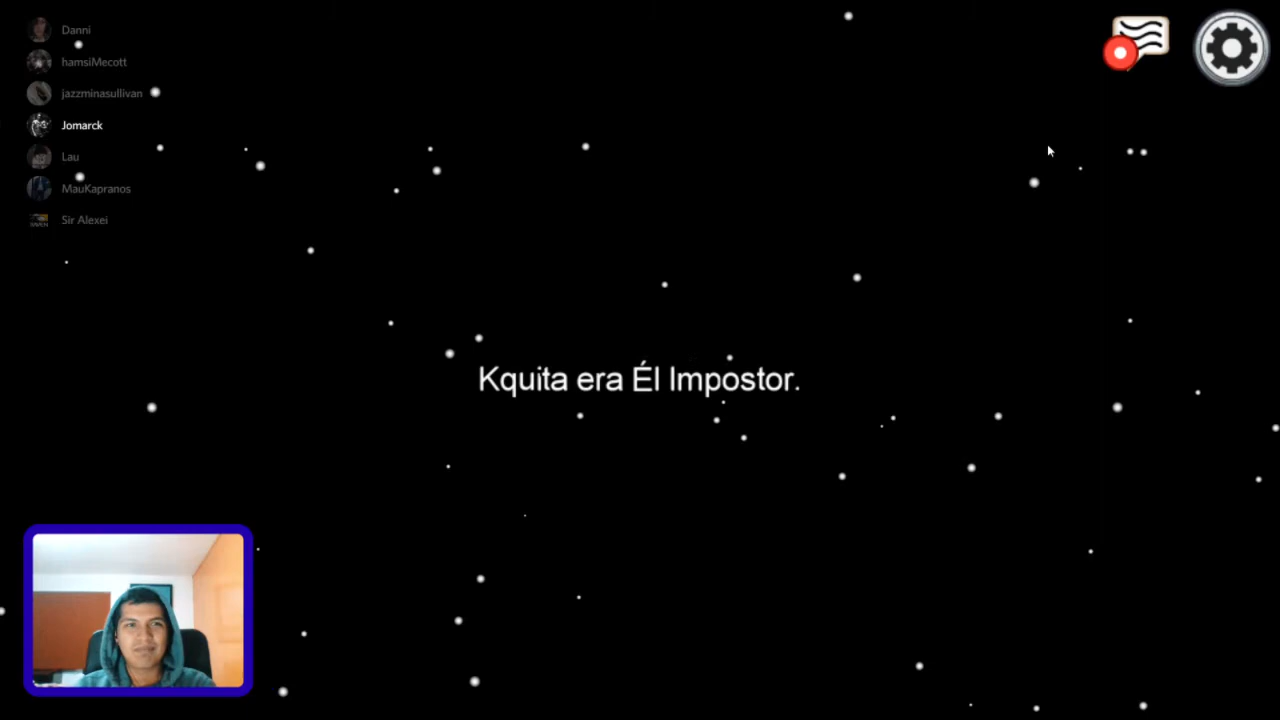 Danni
hamsiMecott
jazzminasullivan
Jomarck
Lau
MauKapranos
Sir Alexei
Kquita era Él Impostor.